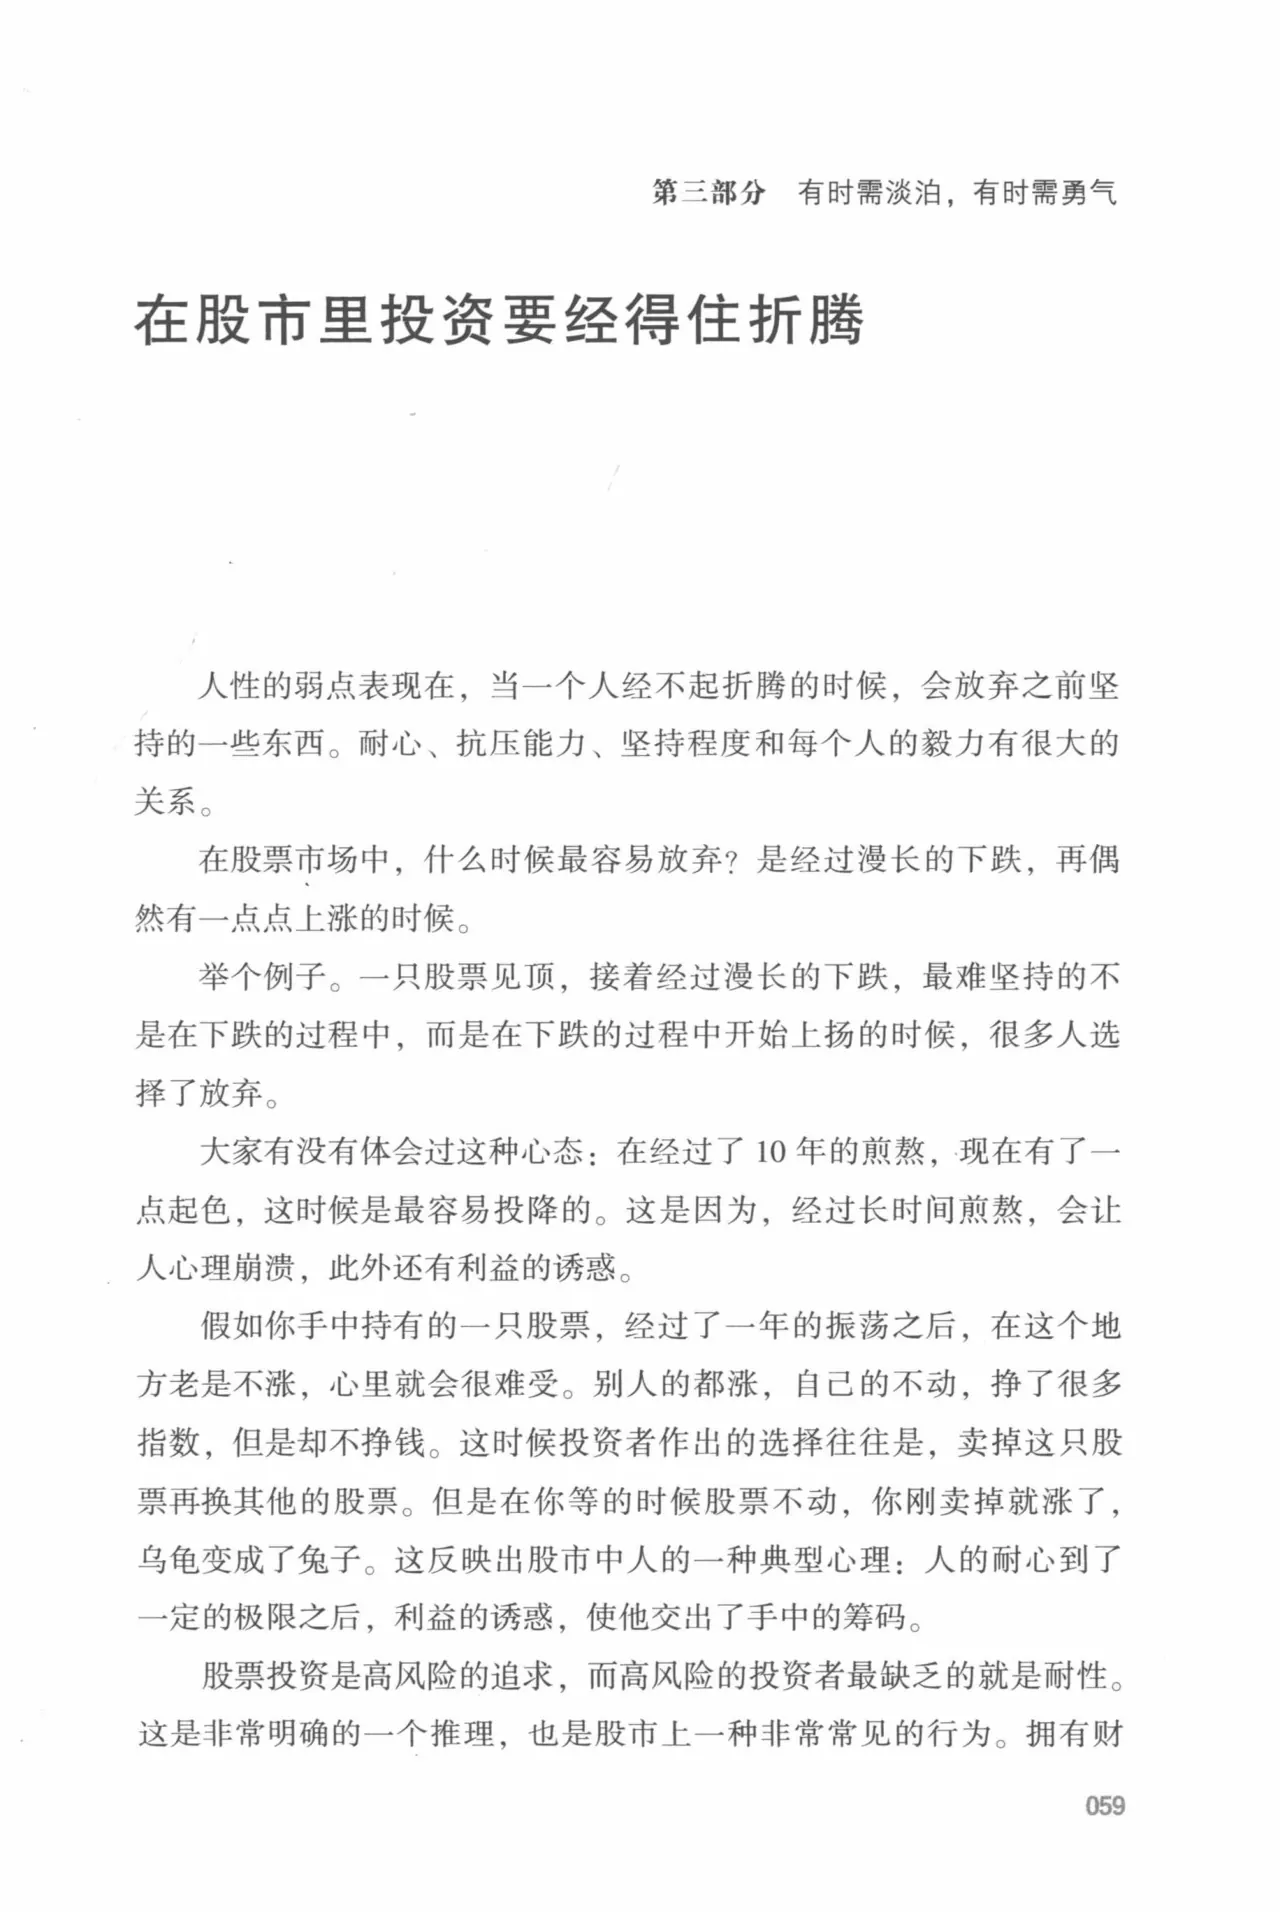 第三部分 有时需淡泊，有时需勇气
在股市里投资要经得住折腾
人性的弱点表现在，当一个人经不起折腾的时候，会放弃之前坚
持的一些东西。耐心、抗压能力、坚持程度和每个人的毅力有很大的
关系。
在股票市场中，什么时候最容易放弃？是经过漫长的下跌，再偶
然有一点点上涨的时候。
举个例子。一只股票见顶，接着经过漫长的下跌，最难坚持的不
是在下跌的过程中，而是在下跌的过程中开始上扬的时候，很多人选
择了放弃。
大家有没有体会过这种心态：在经过了 10 年的煎熬，现在有了一
点起色，这时候是最容易投降的。这是因为，经过长时间煎熬，会让
人心理崩溃，此外还有利益的诱惑。
假如你手中持有的一只股票，经过了一年的振荡之后，在这个地
方老是不涨，心里就会很难受。别人的都涨，自己的不动，挣了很多
指数，但是却不挣钱。这时候投资者作出的选择往往是，卖掉这只股
票再换其他的股票。但是在你等的时候股票不动，你刚卖掉就涨了，
乌龟变成了兔子。这反映出股市中人的一种典型心理：人的耐心到了
一定的极限之后，利益的诱惑，使他交出了手中的筹码。
股票投资是高风险的追求，而高风险的投资者最缺乏的就是耐性。
这是非常明确的一个推理，也是股市上一种非常常见的行为。拥有财
059